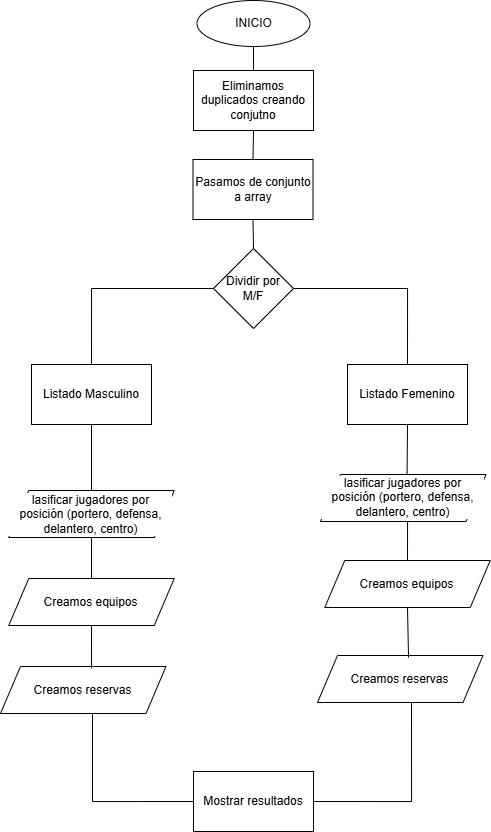 INICIO
Eliminamos
duplicados creando
conjutno
Pasamos de conjunto
a array
Dividir por
M/F
Listado Masculino
Listado Femenino
lasificar jugadores por
posición (portero, defensa,
delantero, centro)
lasificar jugadores por
posición (portero, defensa,
delantero, centro)
Creamos equipos
Creamos equipos
Creamos reservas
Creamos reservas
Mostrar resultados